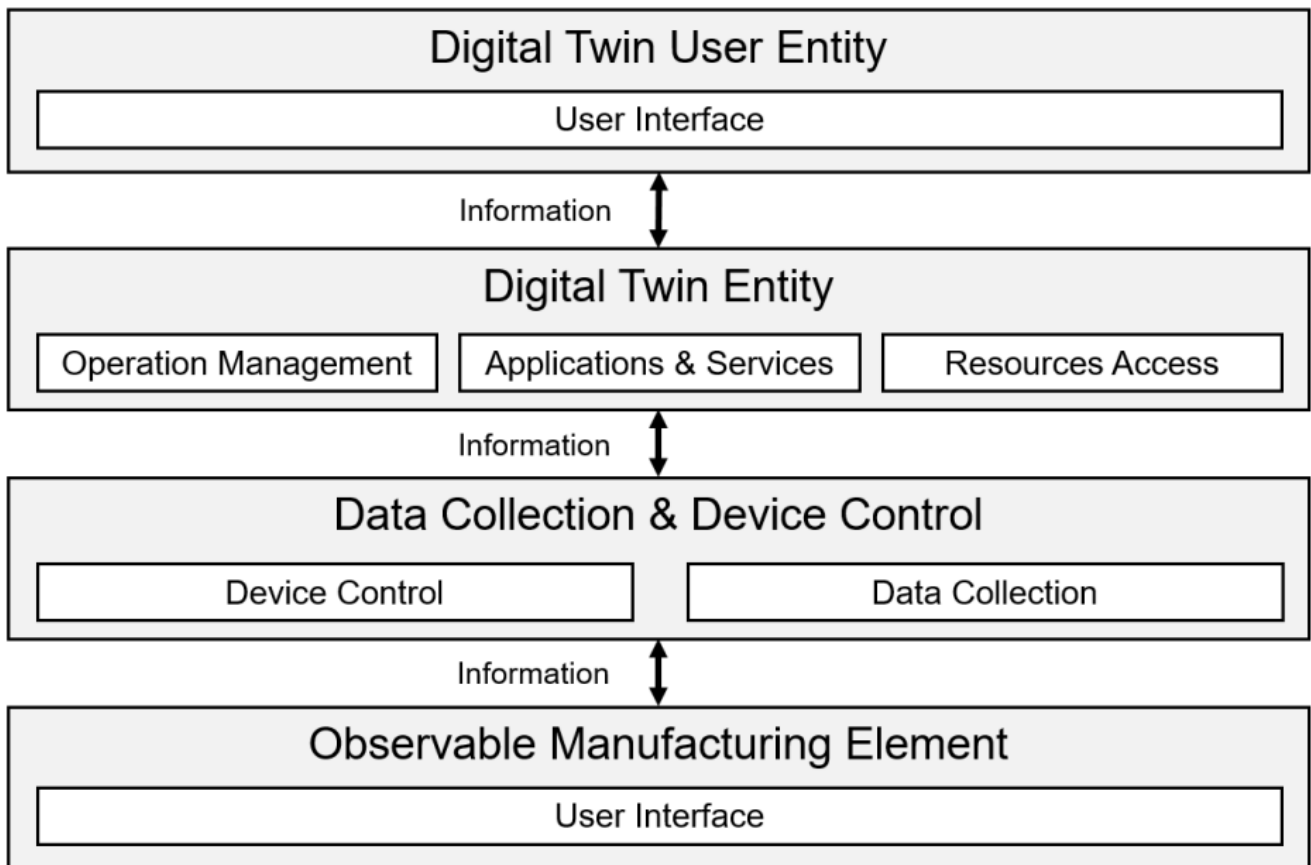 Digital Twin User Entity
User Interface
Information
Digital Twin Entity
Operation Management
Applications & Services
Resources Access
Information
Data Collection & Device Control
Device Control
Data Collection
Information
Observable Manufacturing Element
User Interface